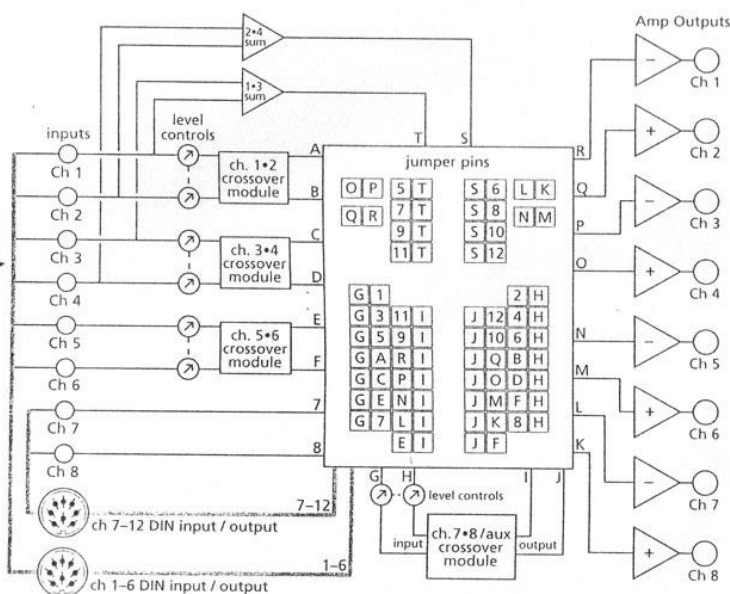 Amp Outputs
2•4
sum
1•3
sum
level
controls
inputs
Ch 1
Ch 2
Ch 3
Ch 4
Ch 5
Ch 6
Ch 7
Ch 8
ch. 1•2
crossover
module
ch. 3•4
crossover
module
ch. 5•6
crossover
module
A
B
C
D
E
F
7
8
T
S
jumper pins
O P 5 T S 6 L K
Q R 7 T S 8 N M
9 T S 10
11 T S 12
G 1 2 H
G 3 11 I J 12 4 H
G 5 9 I J 10 6 H
G A R I J Q B H
G C P I J O D H
G E N I J M F H
G 7 L I J K 8 H
E I J F
R
Q
P
O
N
M
L
K
−
Ch 1
+
Ch 2
−
Ch 3
+
Ch 4
−
Ch 5
+
Ch 6
−
Ch 7
+
Ch 8
G H I J
level controls
input
ch.7•8/aux
crossover
module
output
7–12
ch 7–12 DIN input / output
1–6
ch 1–6 DIN input / output